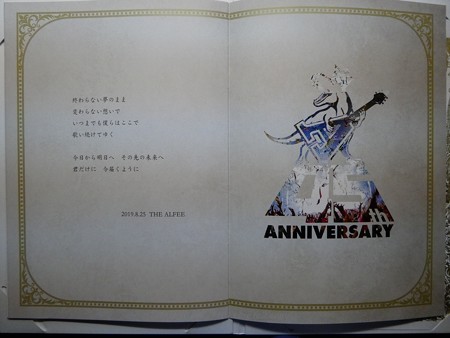 終わらない夢のまま
変わらない想いで
いつまでも僕らはここで
歌い続けてゆく
今日から明日へ その先の未来へ
君だけに 今届くように
2019.8.25 THE ALFEE
45th
ANNIVERSARY